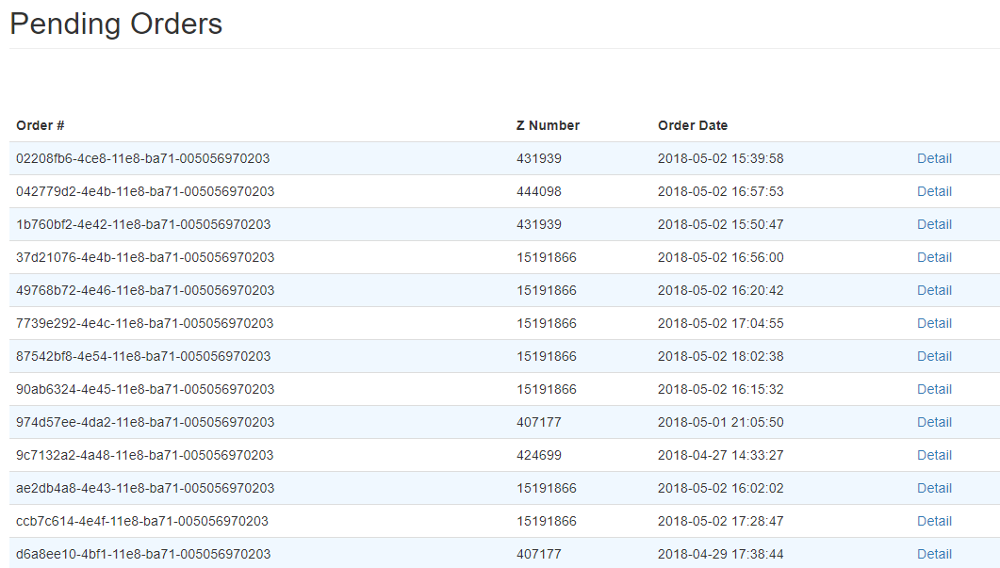 Pending Orders
Order # Z Number Order Date
02208fb6-4ce8-11e8-ba71-005056970203 431939 2018-05-02 15:39:58 Detail
042779d2-4e4b-11e8-ba71-005056970203 444098 2018-05-02 16:57:53 Detail
1b760bf2-4e42-11e8-ba71-005056970203 431939 2018-05-02 15:50:47 Detail
37d21076-4e4b-11e8-ba71-005056970203 15191866 2018-05-02 16:56:00 Detail
49768b72-4e46-11e8-ba71-005056970203 15191866 2018-05-02 16:20:42 Detail
7739e292-4e4c-11e8-ba71-005056970203 15191866 2018-05-02 17:04:55 Detail
87542bf8-4e54-11e8-ba71-005056970203 15191866 2018-05-02 18:02:38 Detail
90ab6324-4e45-11e8-ba71-005056970203 15191866 2018-05-02 16:15:32 Detail
974d57ee-4da2-11e8-ba71-005056970203 407177 2018-05-01 21:05:50 Detail
9c7132a2-4a48-11e8-ba71-005056970203 424699 2018-04-27 14:33:27 Detail
ae2db4a8-4e43-11e8-ba71-005056970203 15191866 2018-05-02 16:02:02 Detail
ccb7c614-4e4f-11e8-ba71-005056970203 15191866 2018-05-02 17:28:47 Detail
d6a8ee10-4bf1-11e8-ba71-005056970203 407177 2018-04-29 17:38:44 Detail